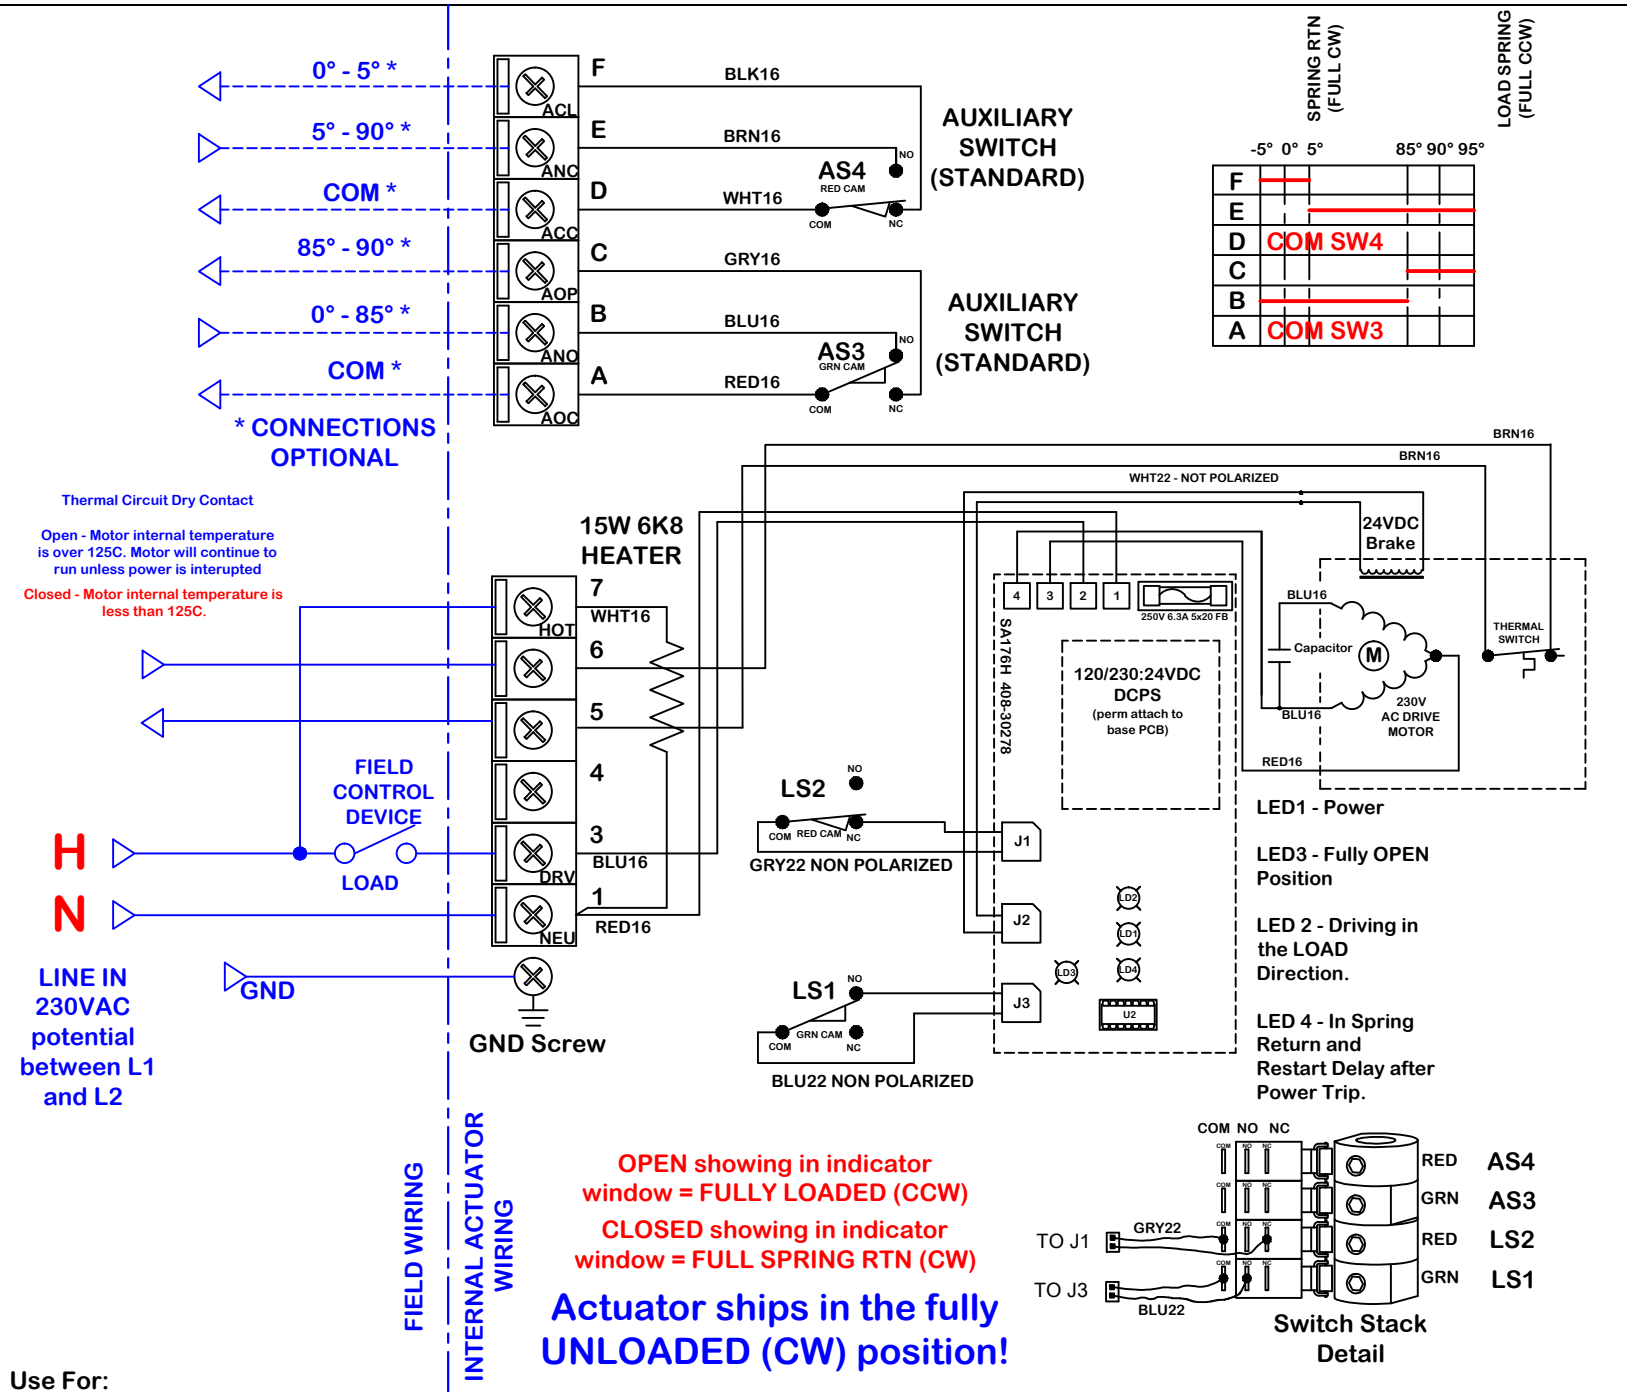 0° - 5° *
5° - 90° *
COM *
85° - 90° *
0° - 85° *
COM *
* CONNECTIONS
OPTIONAL
ACL
ANC
ACC
AOP
ANO
AOC
F
E
D
C
B
A
BLK16
BRN16
WHT16
GRY16
BLU16
RED16
AS4
RED CAM
NO
COM
NC
AS3
GRN CAM
NO
COM
NC
AUXILIARY
SWITCH
(STANDARD)
AUXILIARY
SWITCH
(STANDARD)
SPRING RTN
(FULL CW)
LOAD SPRING
(FULL CCW)
-5° 0° 5° 85° 90° 95°
F
E
D COM SW4
C
B
A COM SW3
Thermal Circuit Dry Contact
Open - Motor internal temperature
is over 125C. Motor will continue to
run unless power is interupted
Closed - Motor internal temperature is
less than 125C.
15W 6K8
HEATER
7
WHT16
HOT
6
5
4
3
BLU16
DRV
1
RED16
NEU
FIELD
CONTROL
DEVICE
LOAD
H
N
LINE IN
230VAC
potential
between L1
and L2
GND
GND Screw
BRN16
BRN16
WHT22 - NOT POLARIZED
24VDC
Brake
4 3 2 1
250V 6.3A 5x20 FB
SA176H 408-30278
120/230:24VDC
DCPS
(perm attach to
base PCB)
BLU16
Capacitor
M
BLU16
230V
AC DRIVE
MOTOR
RED16
THERMAL
SWITCH
LS2
NO
COM
RED CAM
NC
GRY22 NON POLARIZED
J1
J2
J3
LD2
LD1
LD3
LD4
U2
LS1
NO
GRN CAM
COM
NC
BLU22 NON POLARIZED
LED1 - Power
LED3 - Fully OPEN
Position
LED 2 - Driving in
the LOAD
Direction.
LED 4 - In Spring
Return and
Restart Delay after
Power Trip.
FIELD WIRING
INTERNAL ACTUATOR
WIRING
OPEN showing in indicator
window = FULLY LOADED (CCW)
CLOSED showing in indicator
window = FULL SPRING RTN (CW)
Actuator ships in the fully
UNLOADED (CW) position!
COM NO NC
COM NO NC
COM NO NC
COM NO NC
COM NO NC
RED AS4
GRN AS3
RED LS2
GRN LS1
TO J1
GRY22
TO J3
BLU22
Switch Stack
Detail
Use For: